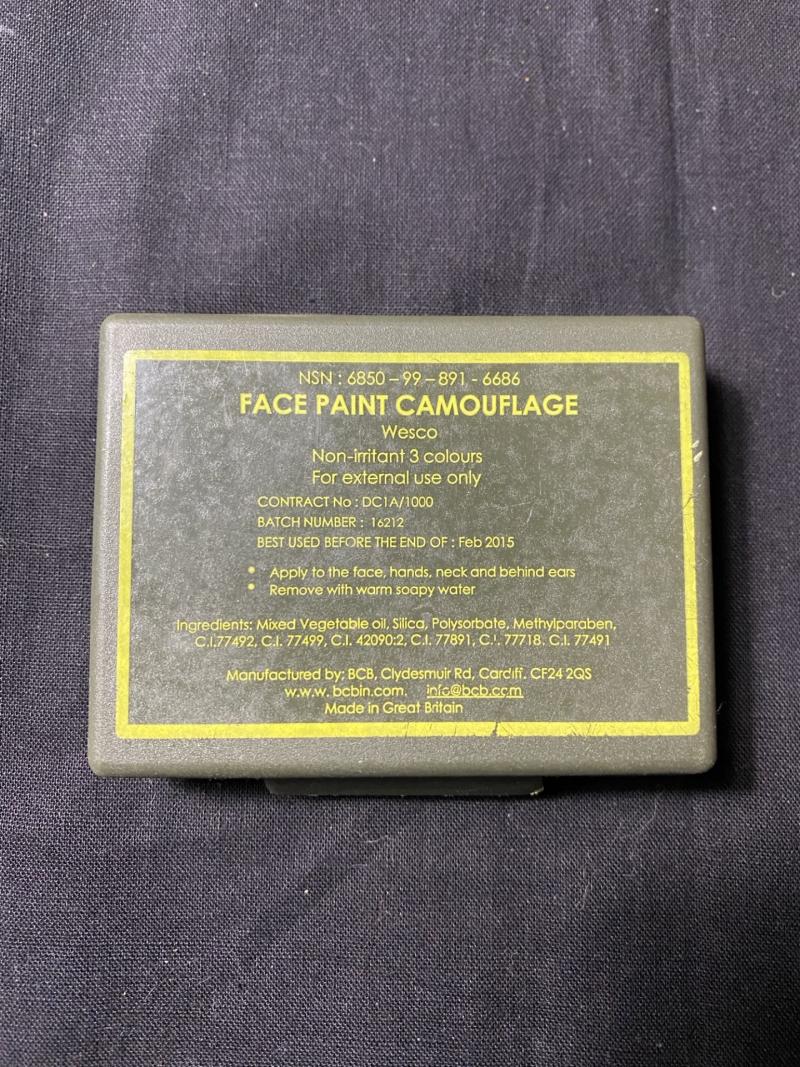 NSN : 6850 – 99 – 891 - 6686
FACE PAINT CAMOUFLAGE
Wesco
Non-irritant 3 colours
For external use only
CONTRACT No : DC1A/1000
BATCH NUMBER : 16212
BEST USED BEFORE THE END OF : Feb 2015
• Apply to the face, hands, neck and behind ears
• Remove with warm soapy water
Ingredients: Mixed Vegetable oil, Silica, Polysorbate, Methylparaben,
C.I.77492, C.I. 77499, C.I. 42090:2, C.I. 77891, C.I. 77718. C.I. 77491
Manufactured by; BCB, Clydesmuir Rd, Cardiff. CF24 2QS
w.w.w. bcbin.com. info@bcb.com
Made in Great Britain